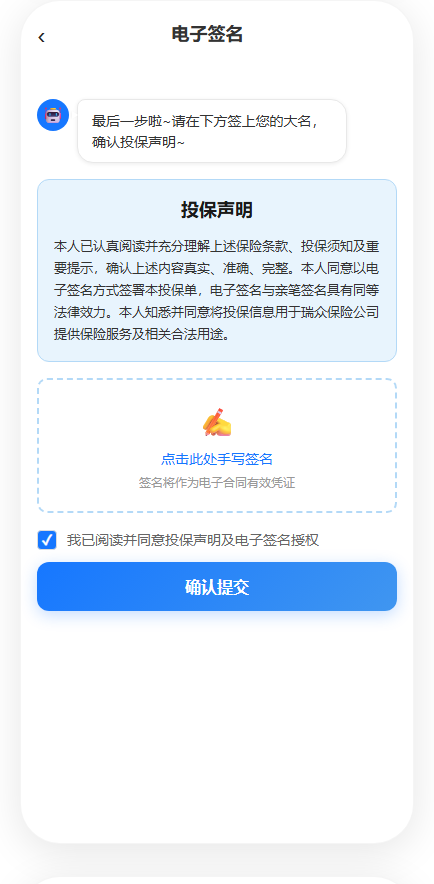 电子签名
最后一步啦~请在下方签上您的大名，
确认投保声明~
投保声明
本人已认真阅读并充分理解上述保险条款、投保须知及重
要提示，确认上述内容真实、准确、完整。本人同意以电
子签名方式签署本投保单，电子签名与亲笔签名具有同等
法律效力。本人知悉并同意将投保信息用于瑞众保险公司
提供保险服务及相关合法用途。
点击此处手写签名
签名将作为电子合同有效凭证
我已阅读并同意投保声明及电子签名授权
确认提交